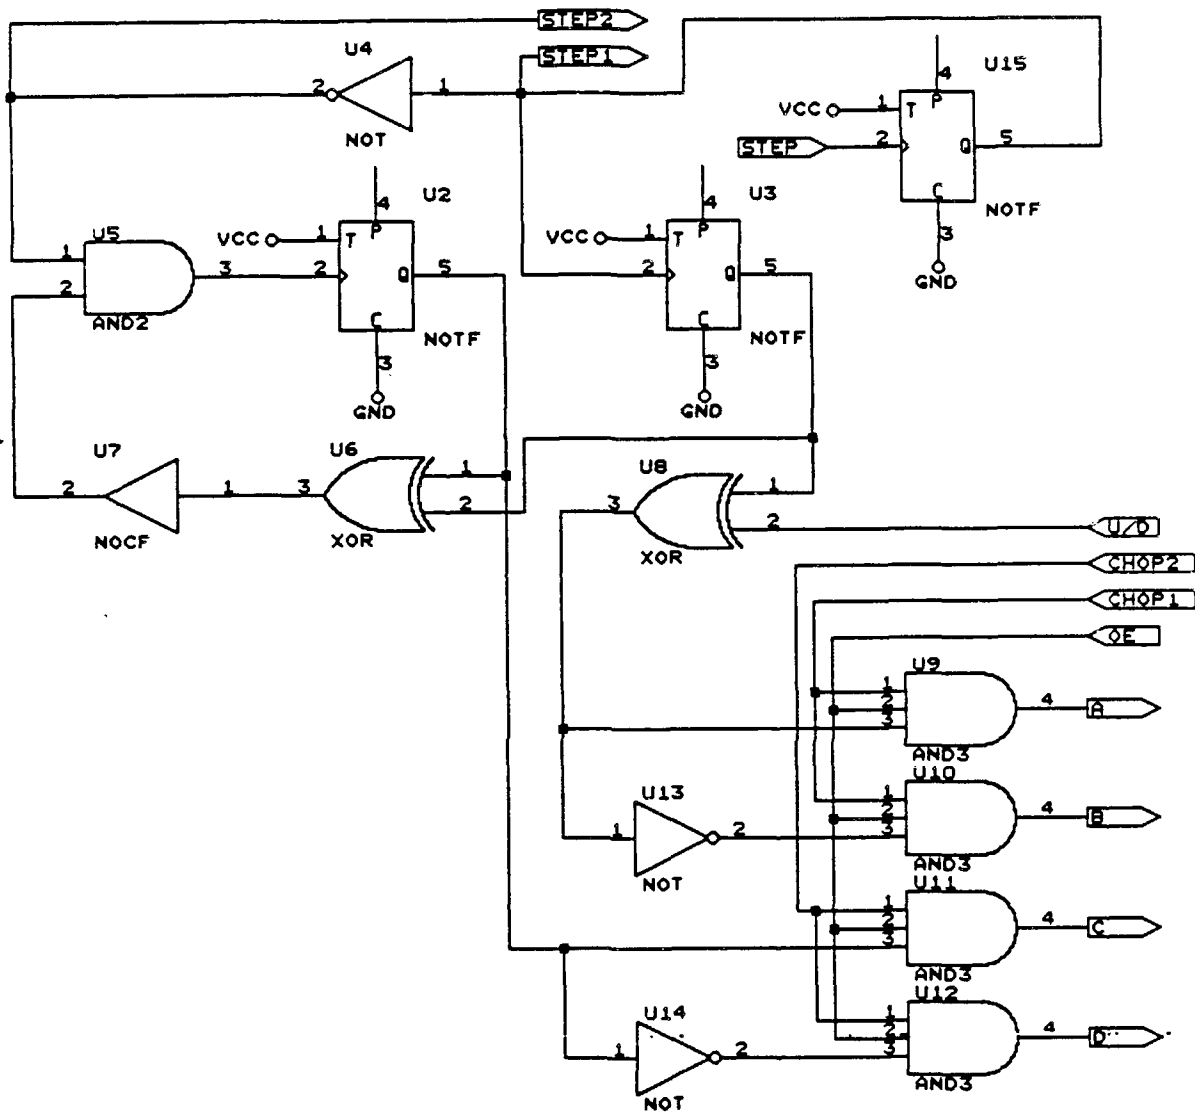 STEP2
U4
STEP1
2
1
NOT
U15
4
P
VCC 1 T
STEP 2
Q 5
C
NOTF
3
GND
U2
4
P
VCC 1 T
2
Q 5
C
NOTF
3
GND
U3
4
P
VCC 1 T
2
Q 5
C
NOTF
3
GND
U5
1
2
3
AND2
U7
2
1
NOCF
U6
3
1
2
XOR
U8
3
1
2
XOR
U/D
CHOP2
CHOP1
OE
U9
1
2
3
4
A
AND3
U10
1
2
3
4
B
AND3
U13
1
2
NOT
U11
1
2
3
4
C
AND3
U12
1
2
3
4
D
AND3
U14
1
2
NOT